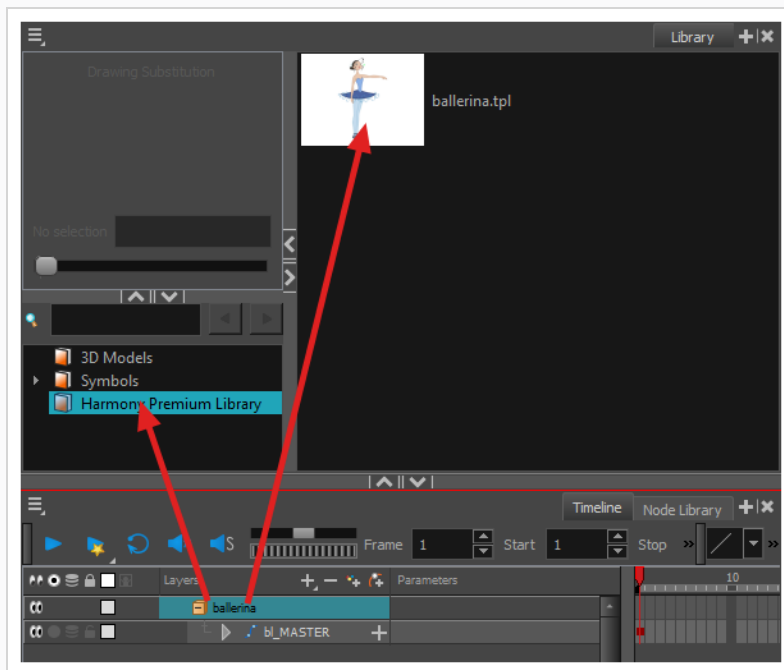 Library
Drawing Substitution
ballerina.tpl
No selection
3D Models
Symbols
Harmony Premium Library
Timeline
Node Library
S
Frame 1 Start 1 Stop »
»
Layers Parameters 10
ballerina
bl_MASTER